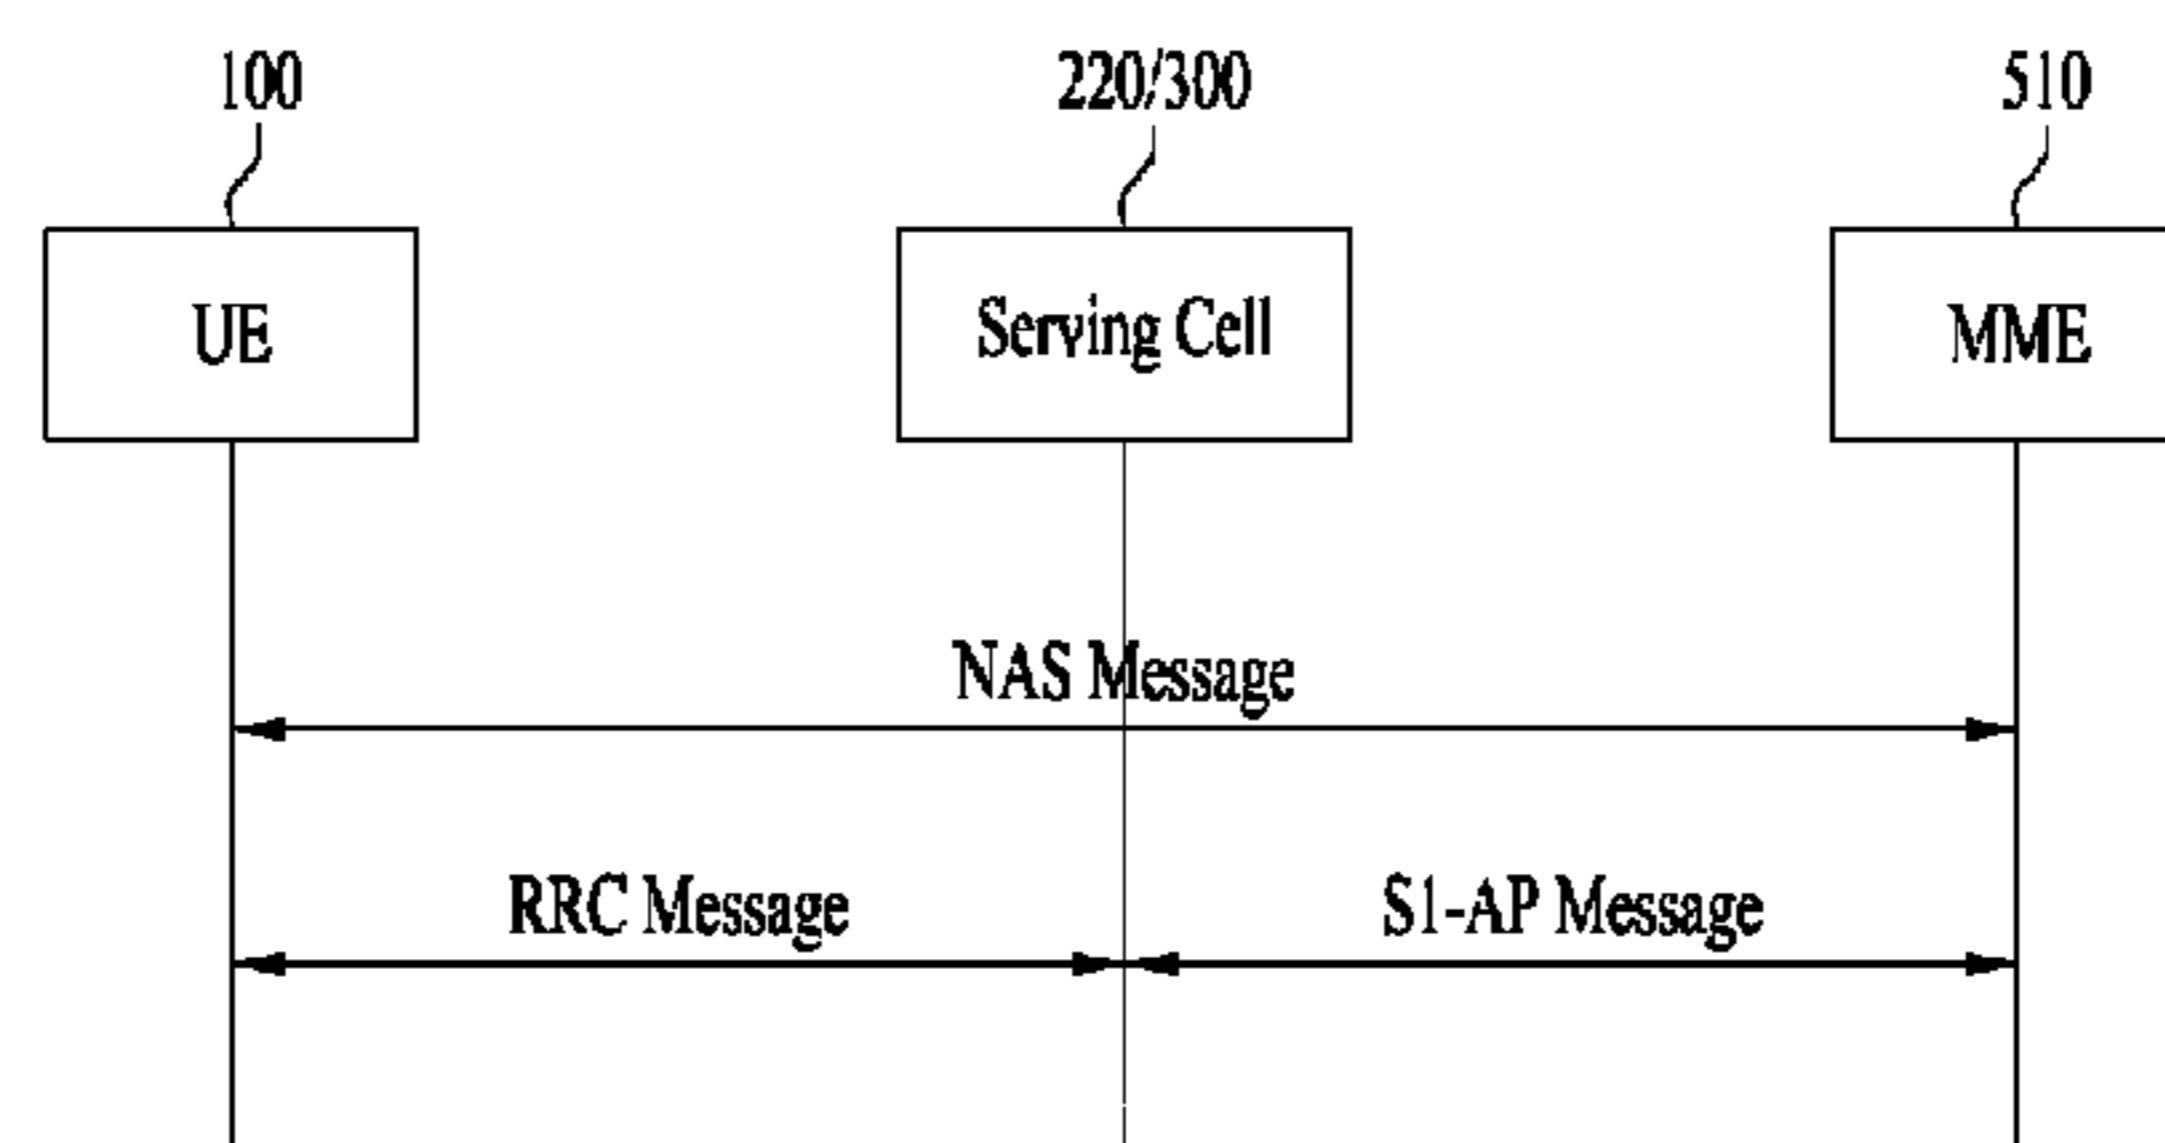 100
220/300
510
UE
Serving Cell
MME
NAS Message
RRC Message
S1-AP Message